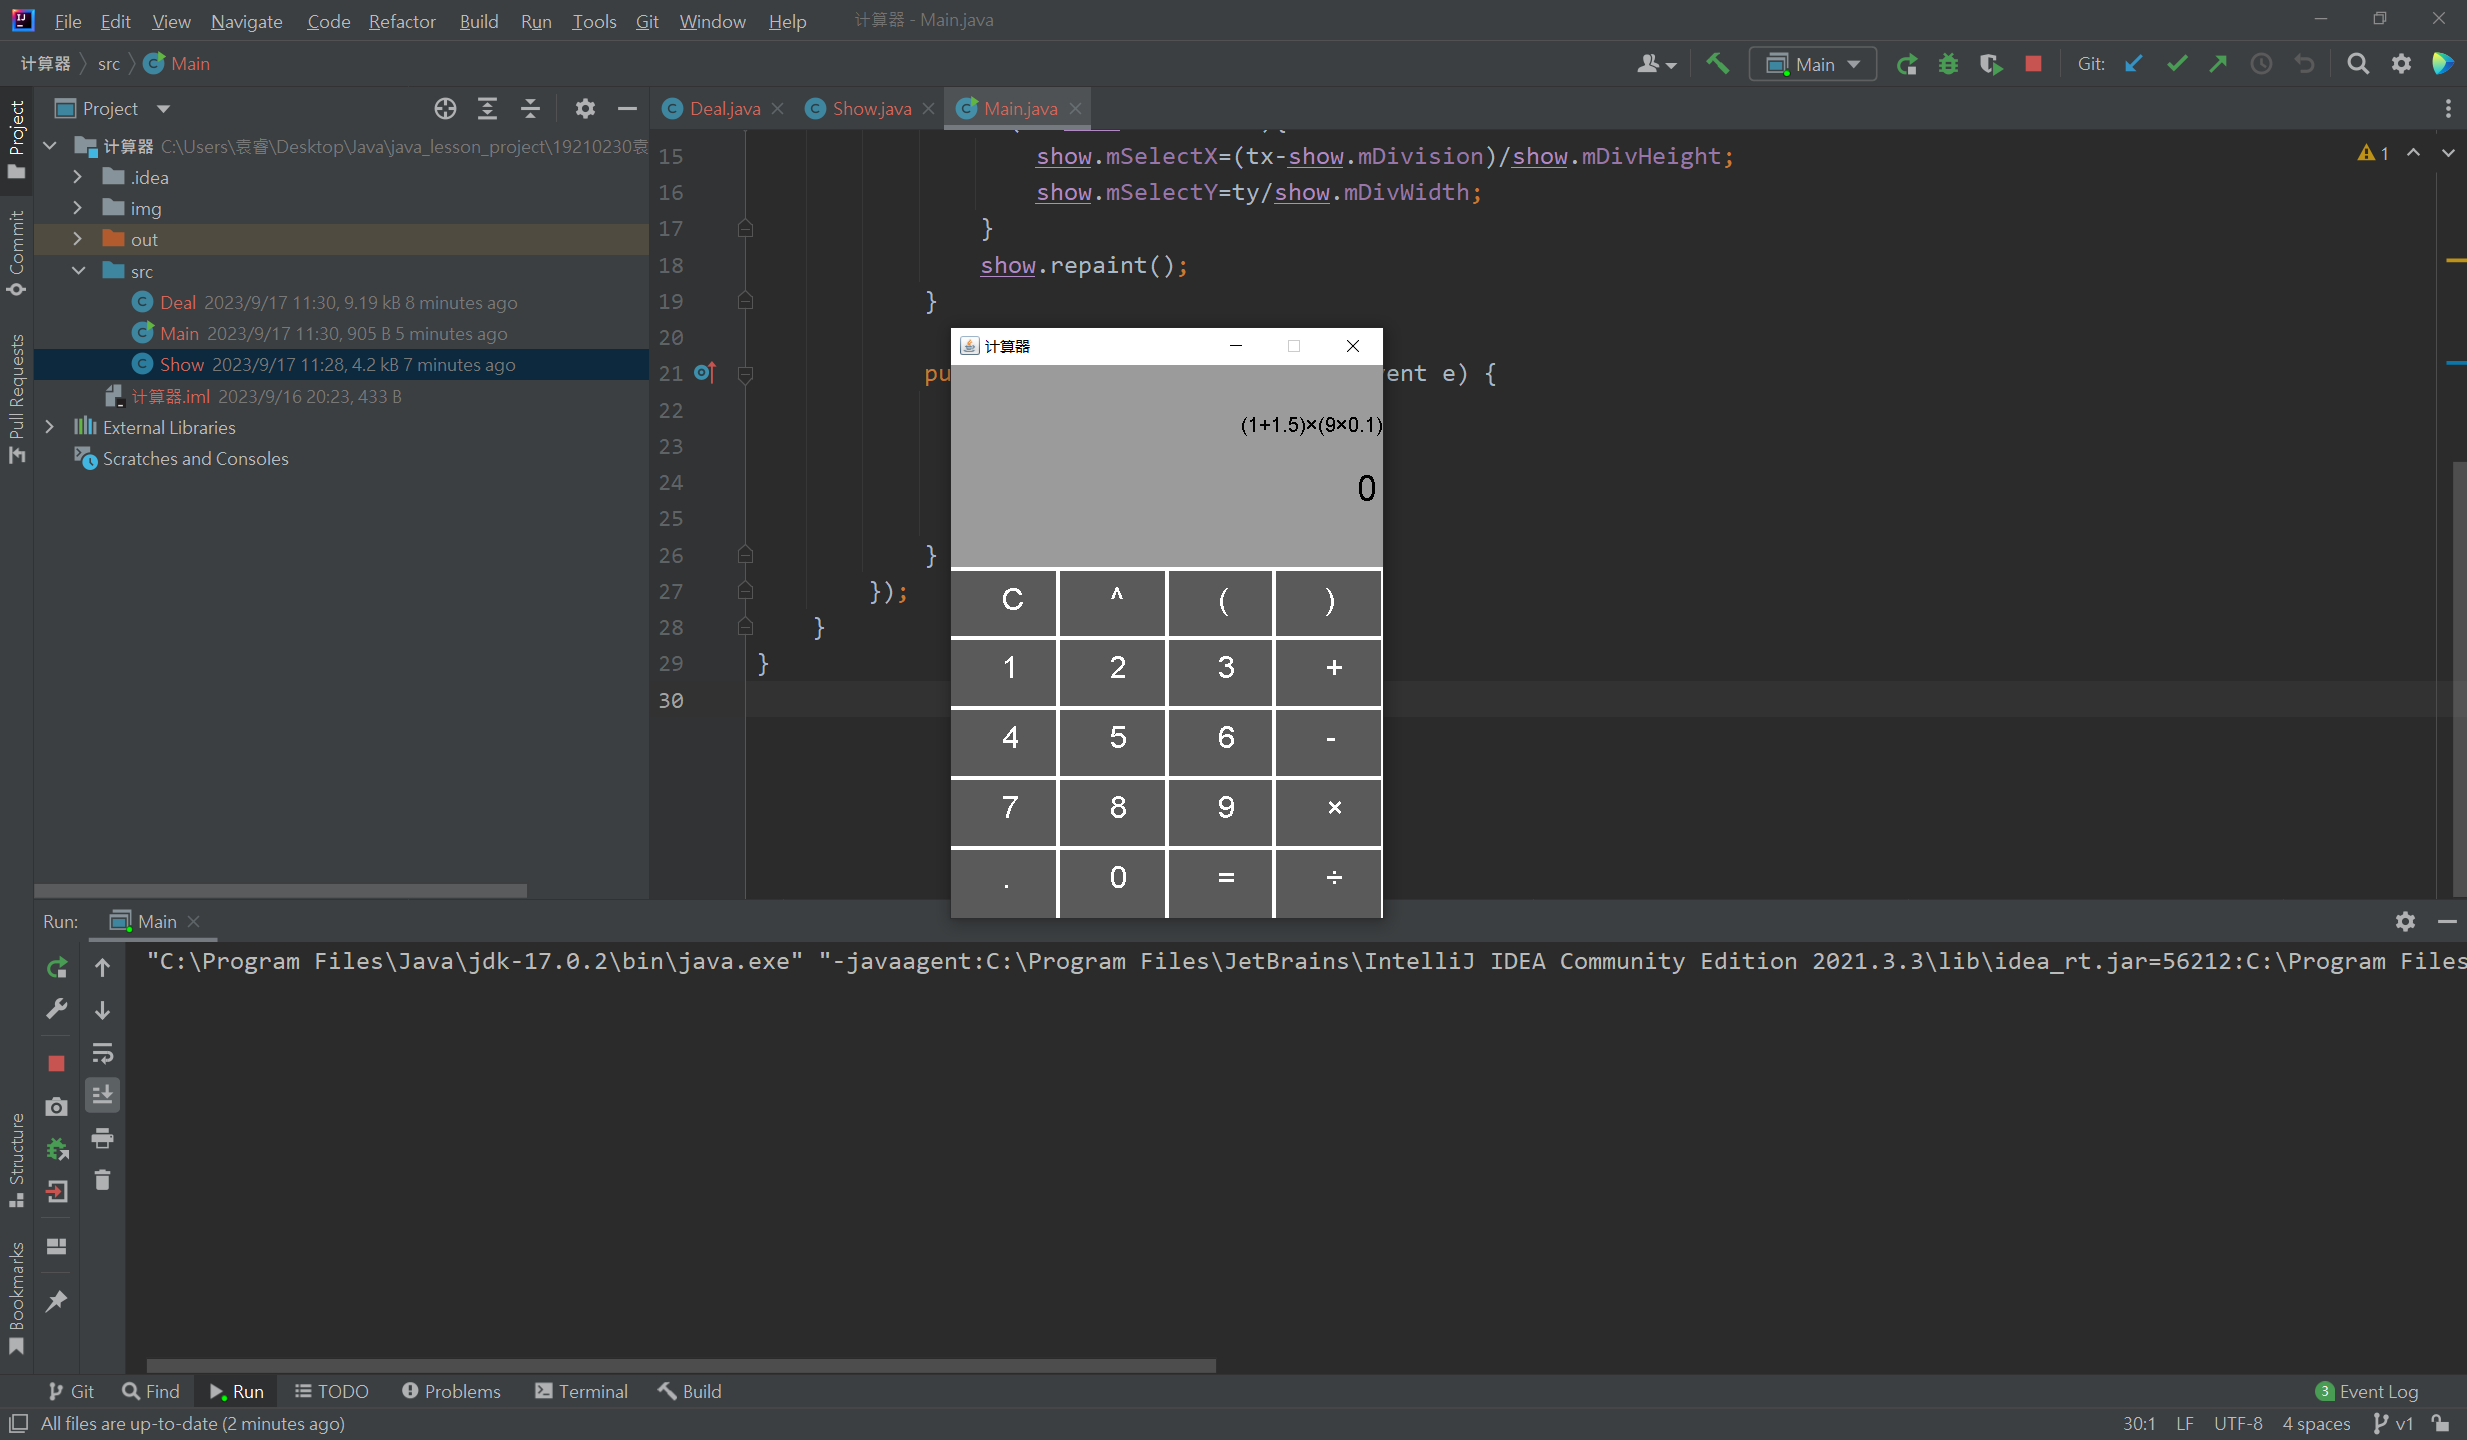 File Edit View Navigate Code Refactor Build Run Tools Git Window Help 计算器 - Main.java
计算器 src Main
Main Git:
Project
Deal.java Show.java Main.java
计算器 C:\Users\袁睿\Desktop\Java\java_lesson_project\19210230袁
.idea
img
out
src
Deal 2023/9/17 11:30, 9.19 kB 8 minutes ago
Main 2023/9/17 11:30, 905 B 5 minutes ago
Show 2023/9/17 11:28, 4.2 kB 7 minutes ago
计算器.iml 2023/9/16 20:23, 433 B
External Libraries
Scratches and Consoles
Project
Commit
Pull Requests
Structure
Bookmarks
1
15 show.mSelectX=(tx-show.mDivision)/show.mDivHeight;
16 show.mSelectY=ty/show.mDivWidth;
17 }
18 show.repaint();
19 }
20
21 pu vent e) {
22
23
24
25
26 }
27 });
28 }
29 }
30
计算器
(1+1.5)×(9×0.1)
0
C ^ ( )
1 2 3 +
4 5 6 -
7 8 9 ×
. 0 = ÷
Run: Main
"C:\Program Files\Java\jdk-17.0.2\bin\java.exe" "-javaagent:C:\Program Files\JetBrains\IntelliJ IDEA Community Edition 2021.3.3\lib\idea_rt.jar=56212:C:\Program Files
Git Find Run TODO Problems Terminal Build 3 Event Log
All files are up-to-date (2 minutes ago) 30:1 LF UTF-8 4 spaces v1